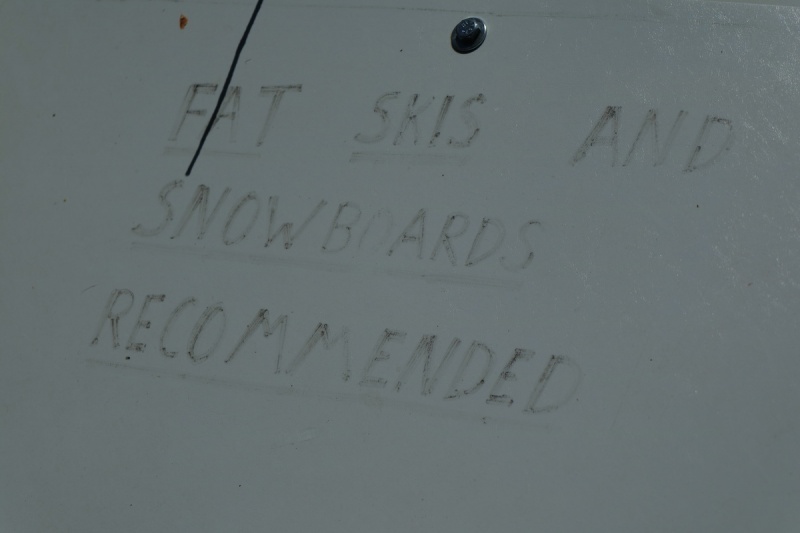 FAT SKIS AND
SNOWBOARDS
RECOMMENDED